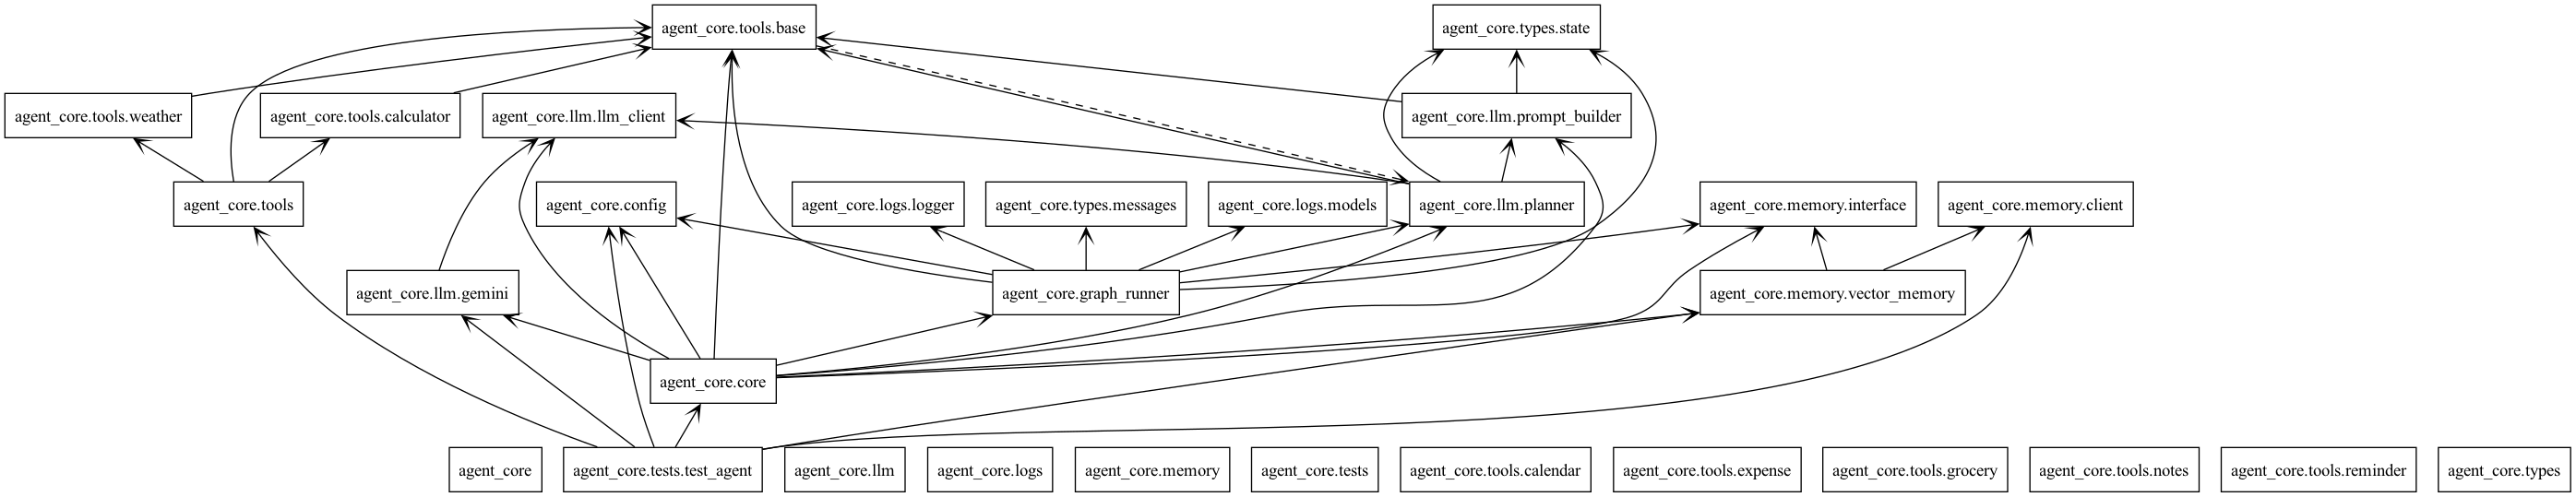 agent_core.tools.base
agent_core.types.state
agent_core.tools.weather
agent_core.tools.calculator
agent_core.llm.llm_client
agent_core.llm.prompt_builder
agent_core.tools
agent_core.config
agent_core.logs.logger
agent_core.types.messages
agent_core.logs.models
agent_core.llm.planner
agent_core.memory.interface
agent_core.memory.client
agent_core.llm.gemini
agent_core.graph_runner
agent_core.memory.vector_memory
agent_core.core
agent_core
agent_core.tests.test_agent
agent_core.llm
agent_core.logs
agent_core.memory
agent_core.tests
agent_core.tools.calendar
agent_core.tools.expense
agent_core.tools.grocery
agent_core.tools.notes
agent_core.tools.reminder
agent_core.types